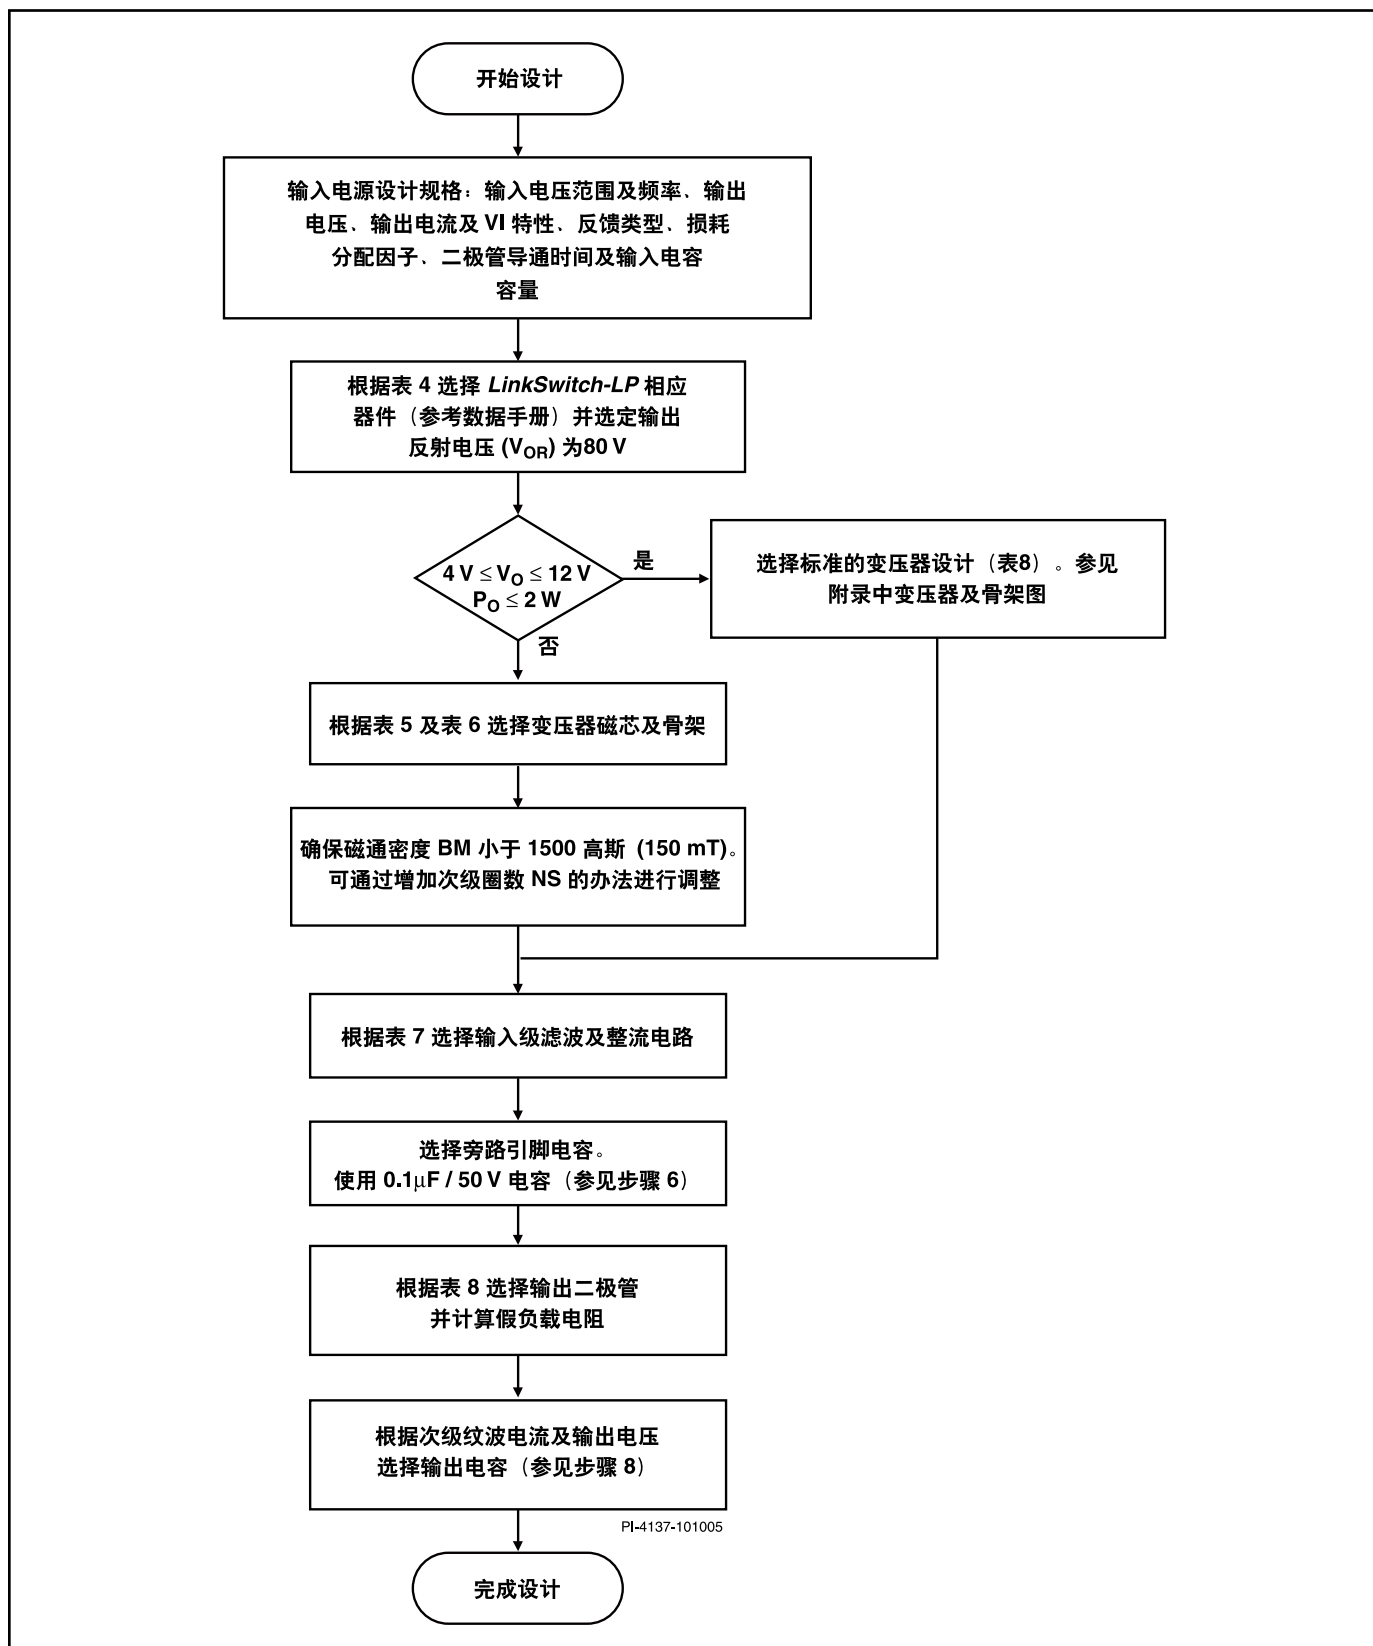 开始设计
输入电源设计规格：输入电压范围及频率、输出
电压、输出电流及 VI 特性、反馈类型、损耗
分配因子、二极管导通时间及输入电容
容量
根据表 4 选择 LinkSwitch-LP 相应
器件（参考数据手册）并选定输出
反射电压 (VOR) 为80 V
4 V ≤ VO ≤ 12 V
PO ≤ 2 W
是
选择标准的变压器设计（表8）。参见
附录中变压器及骨架图
否
根据表 5 及表 6 选择变压器磁芯及骨架
确保磁通密度 BM 小于 1500 高斯 (150 mT)。
可通过增加次级圈数 NS 的办法进行调整
根据表 7 选择输入级滤波及整流电路
选择旁路引脚电容。
使用 0.1μF / 50 V 电容（参见步骤 6）
根据表 8 选择输出二极管
并计算假负载电阻
根据次级纹波电流及输出电压
选择输出电容（参见步骤 8）
PI-4137-101005
完成设计